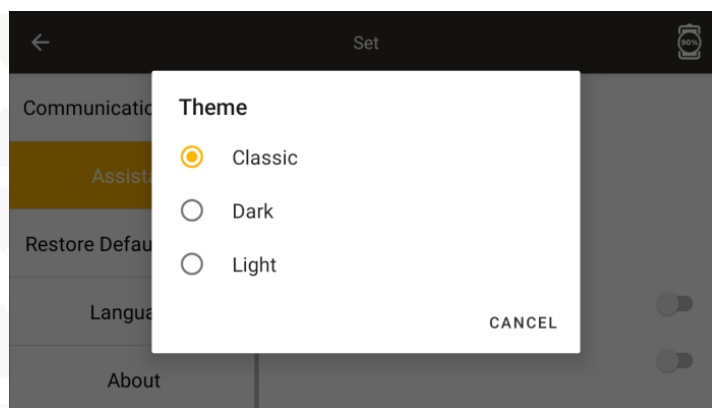 Set
90%
Theme
Communicatio
Classic
Assista
Dark
Restore Defau
Light
Langua
CANCEL
About